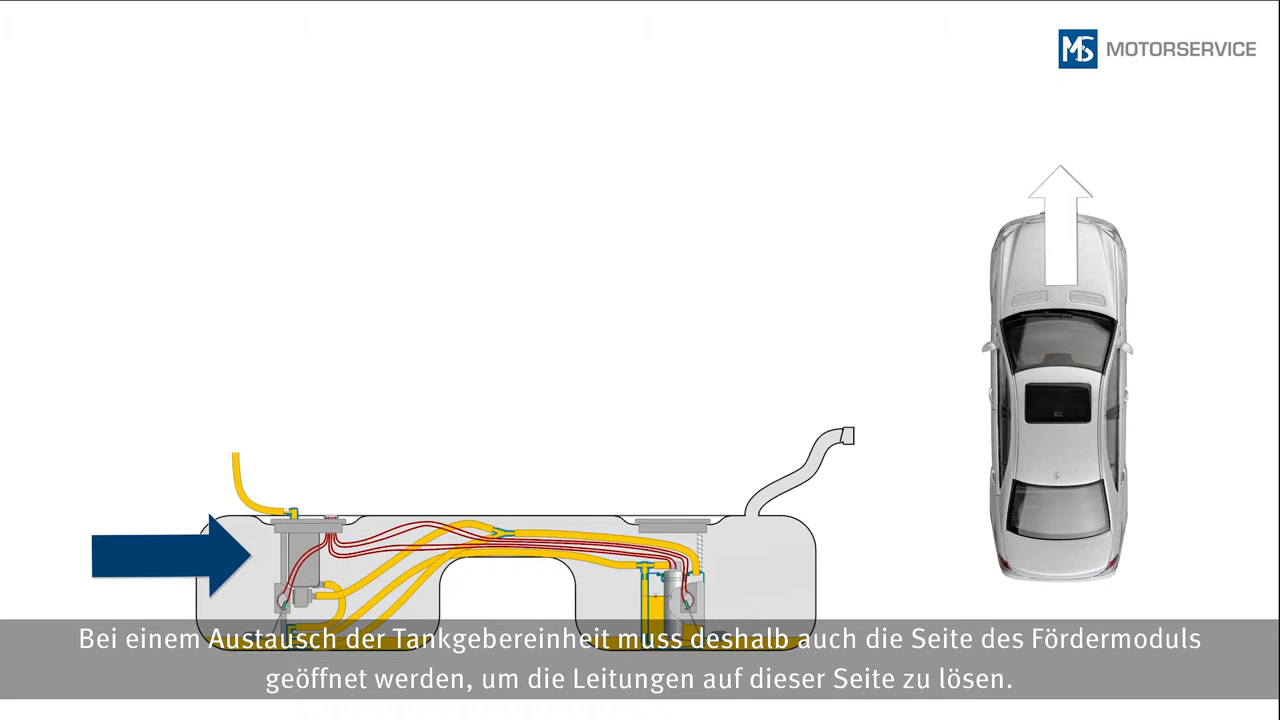 MS MOTORSERVICE
Bei einem Austausch der Tankgebereinheit muss deshalb auch die Seite des Fördermoduls
geöffnet werden, um die Leitungen auf dieser Seite zu lösen.